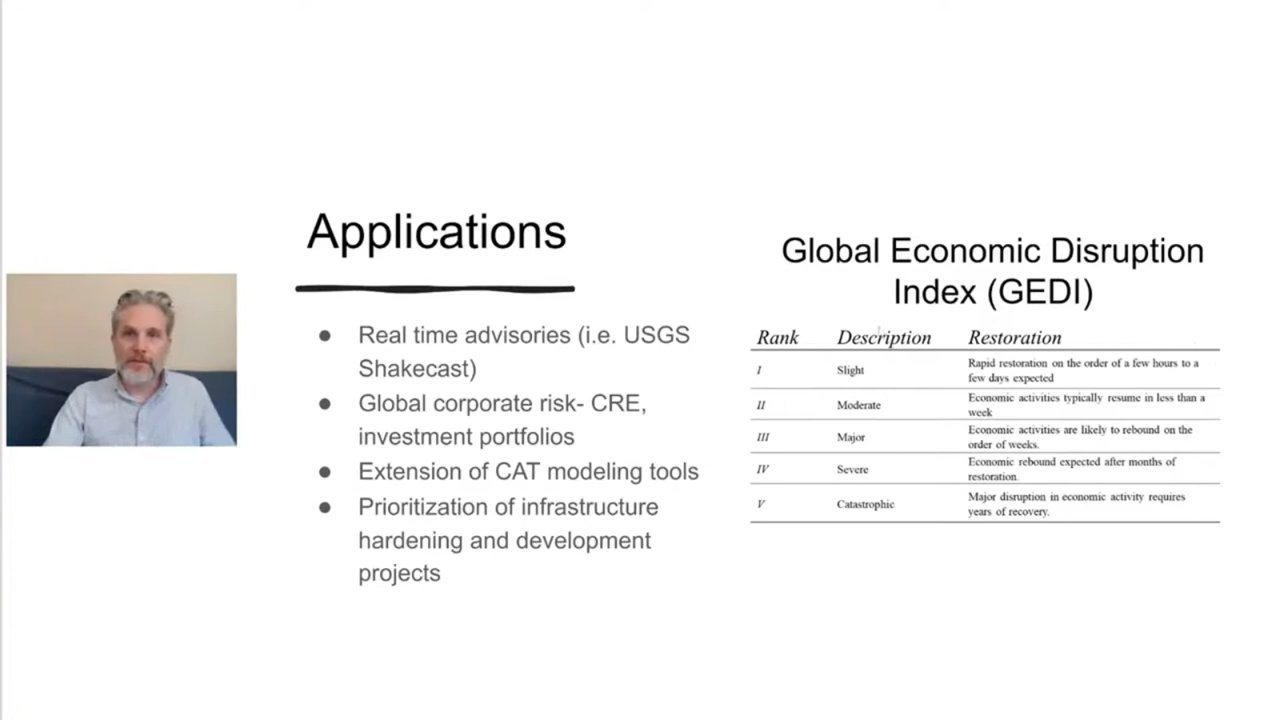 Applications
Real time advisories (i.e. USGS
Shakecast)
Global corporate risk- CRE,
investment portfolios
Extension of CAT modeling tools
Prioritization of infrastructure
hardening and development
projects
Global Economic Disruption
Index (GEDI)
Rank Description Restoration
I Slight Rapid restoration on the order of a few hours to a
few days expected
II Moderate Economic activities typically resume in less than a
week
III Major Economic activities are likely to rebound on the
order of weeks.
IV Severe Economic rebound expected after months of
restoration.
V Catastrophic Major disruption in economic activity requires
years of recovery.